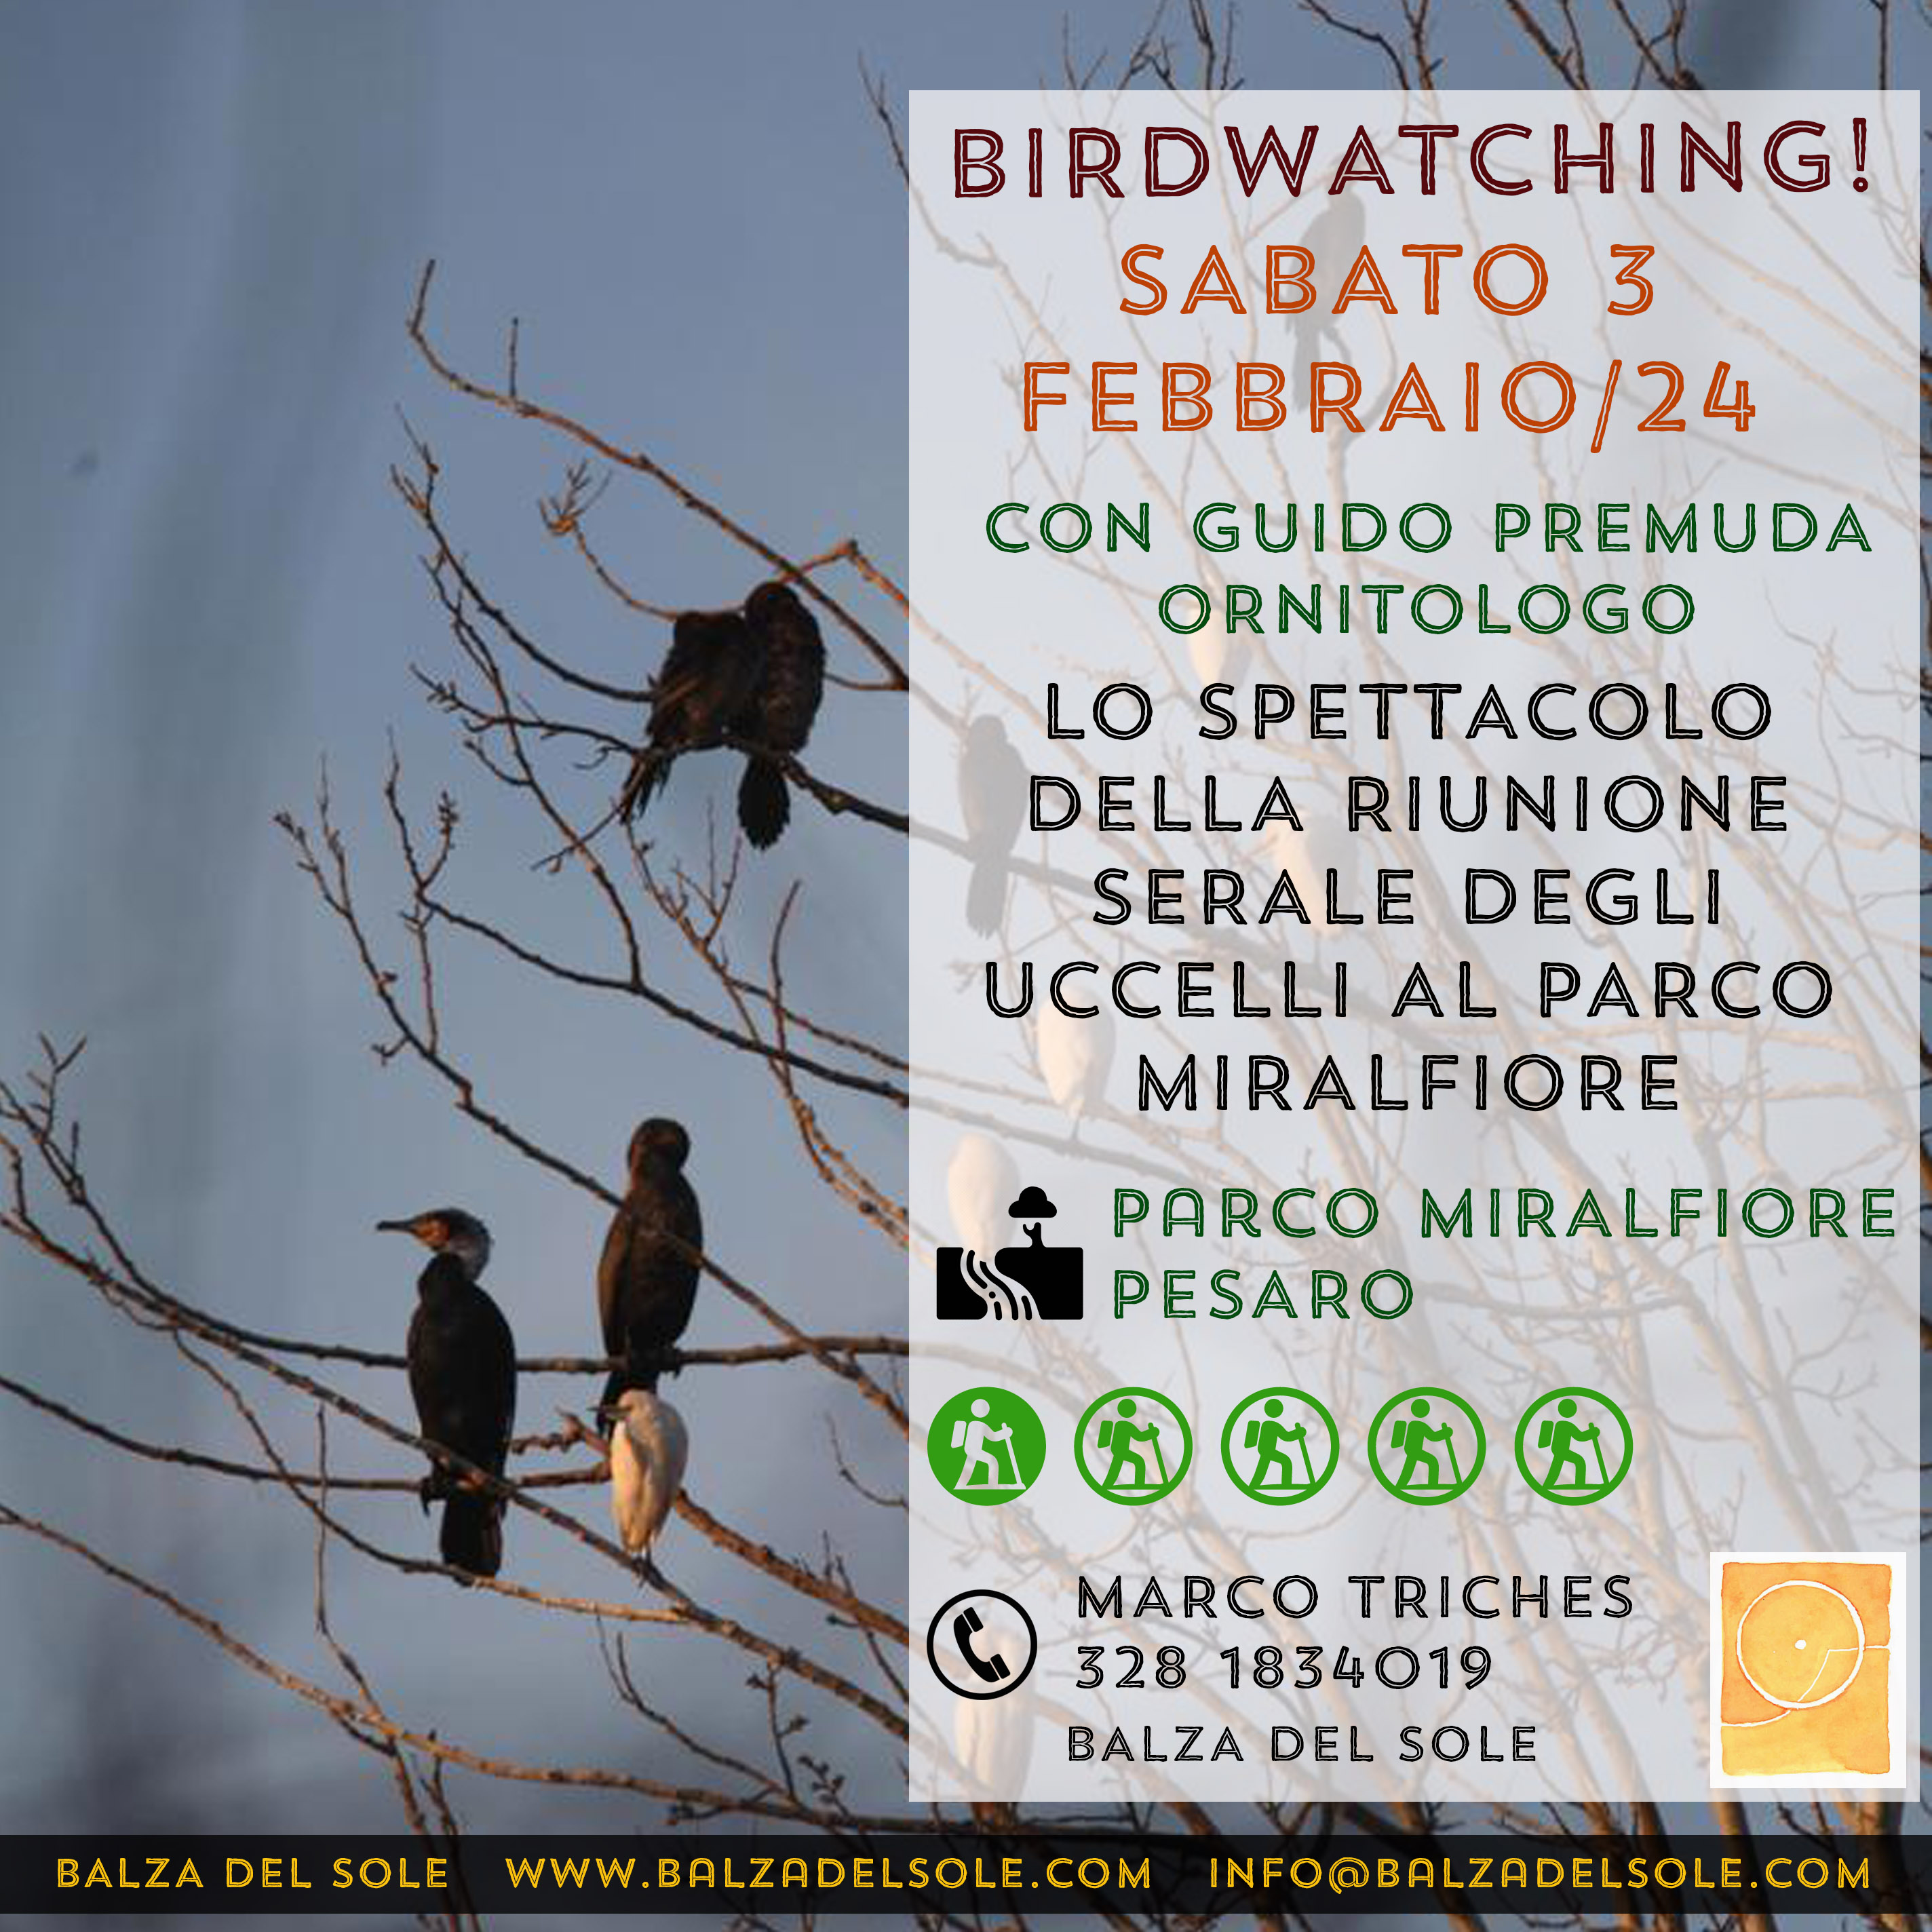 BIRDWATCHING!
SABATO 3
FEBBRAIO/24
CON GUIDO PREMUDA
ORNITOLOGO
LO SPETTACOLO
DELLA RIUNIONE
SERALE DEGLI
UCCELLI AL PARCO
MIRALFIORE
PARCO MIRALFIORE
PESARO
MARCO TRICHES
328 1834019
BALZA DEL SOLE
BALZA DEL SOLE WWW.BALZADELSOLE.COM INFO@BALZADELSOLE.COM